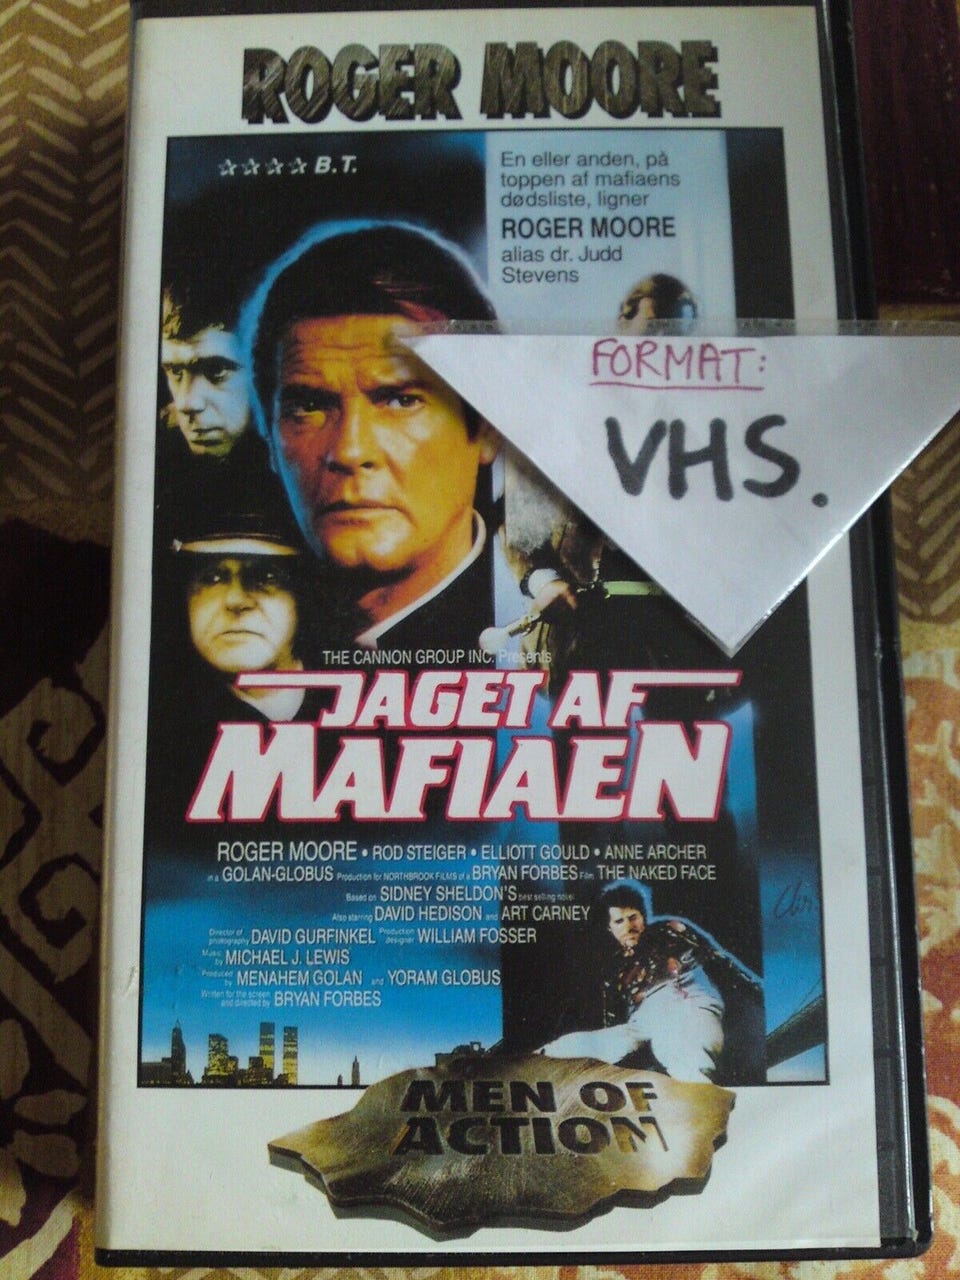 ROGER MOORE
B.T.
En eller anden, på
toppen af mafiaens
dødsliste, ligner
ROGER MOORE
alias dr. Judd
Stevens
FORMAT:
VHS.
THE CANNON GROUP INC. Presents
JAGET AF
MAFIAEN
ROGER MOORE • ROD STEIGER • ELLIOTT GOULD • ANNE ARCHER
in a GOLAN-GLOBUS Production for NORTHBROOK FILMS of a BRYAN FORBES Film THE NAKED FACE
Based on SIDNEY SHELDON'S best selling novel
Also starring DAVID HEDISON and ART CARNEY
Director of photography DAVID GURFINKEL Production designer WILLIAM FOSSER
Music by MICHAEL J. LEWIS
Produced by MENAHEM GOLAN and YORAM GLOBUS
Written for the screen and directed by BRYAN FORBES
MEN OF
ACTION